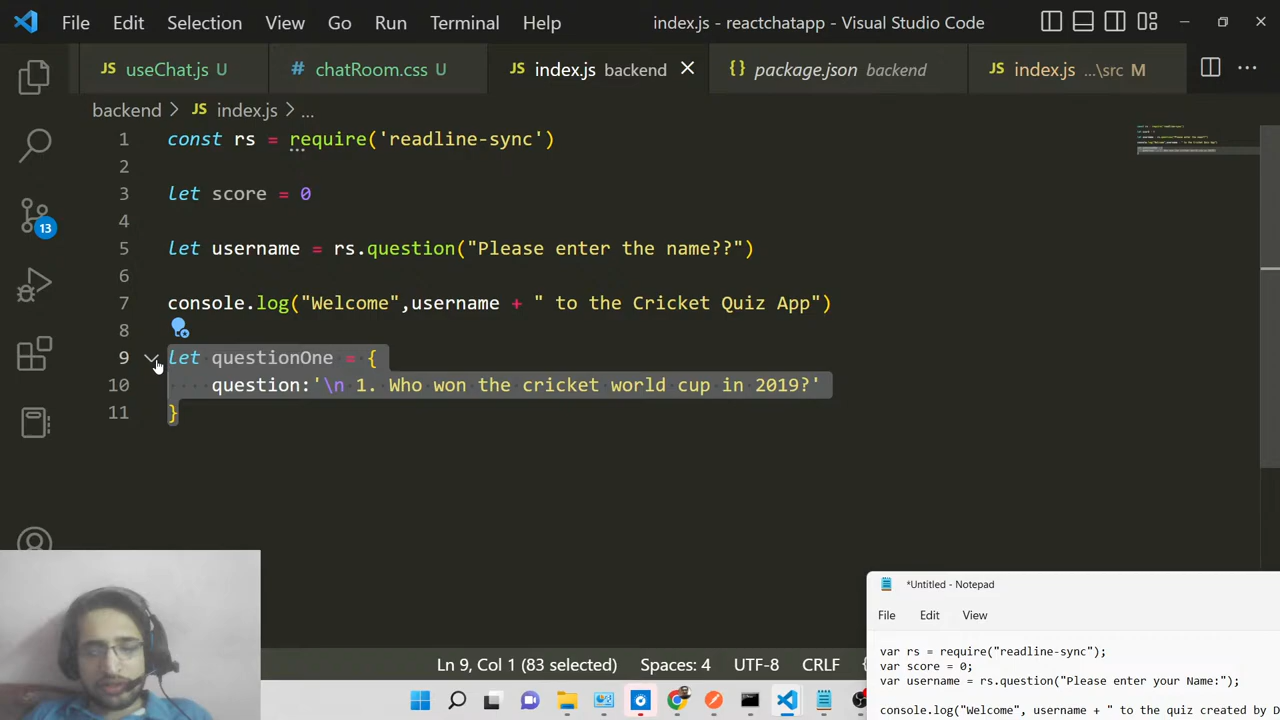 File Edit Selection View Go Run Terminal Help index.js - reactchatapp - Visual Studio Code
JS useChat.js U # chatRoom.css U JS index.js backend {} package.json backend JS index.js ...\src M
backend > JS index.js > ...
1 const rs = require('readline-sync')
2
3 let score = 0
4
5 let username = rs.question("Please enter the name??")
6
7 console.log("Welcome",username + " to the Cricket Quiz App")
8
9 let questionOne = {
10 question:'\n 1. Who won the cricket world cup in 2019?'
11 }
13
*Untitled - Notepad
File Edit View
var rs = require("readline-sync");
var score = 0;
var username = rs.question("Please enter your Name:");
console.log("Welcome", username + " to the quiz created by D
Ln 9, Col 1 (83 selected) Spaces: 4 UTF-8 CRLF {